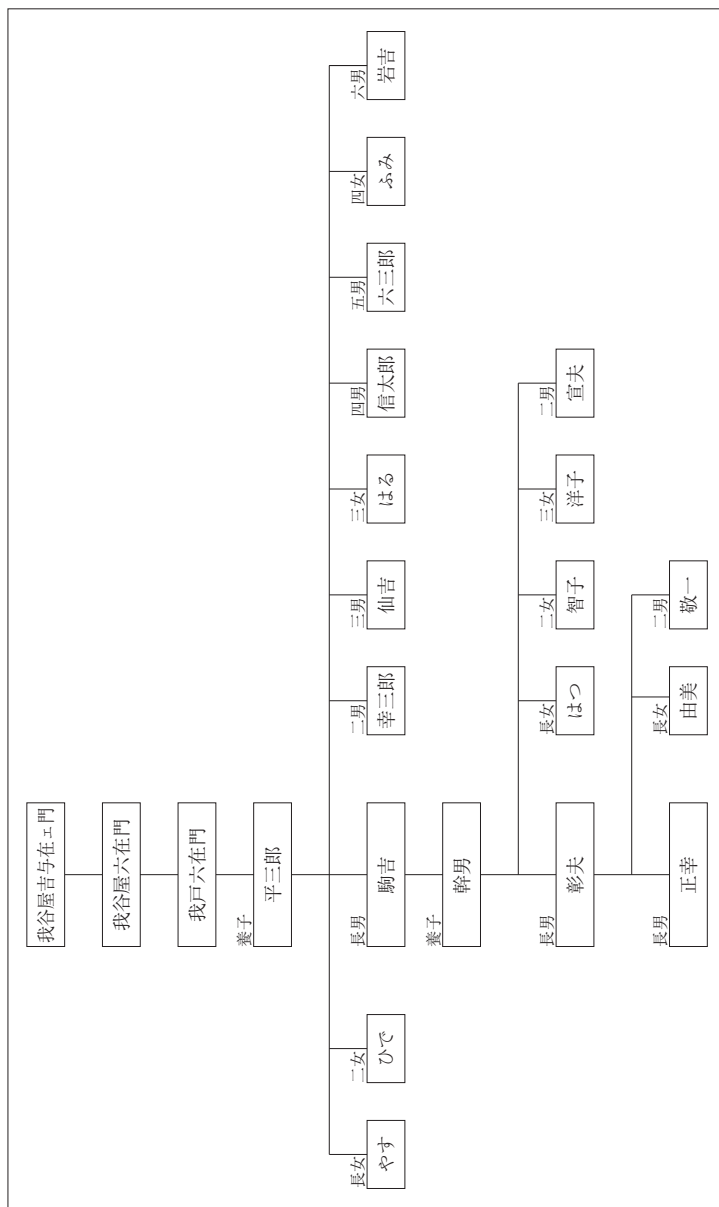 我谷屋吉与在ェ門
我谷屋六在門
我戸六在門
養子
平三郎
長女
やす
二女
ひで
長男
駒吉
二男
幸三郎
三男
仙吉
三女
はる
四男
信太郎
五男
六三郎
四女
ふみ
六男
岩吉
養子
幹男
長男
彰夫
長女
はつ
二女
智子
三女
洋子
二男
宣夫
長男
正幸
長女
由美
二男
敬一